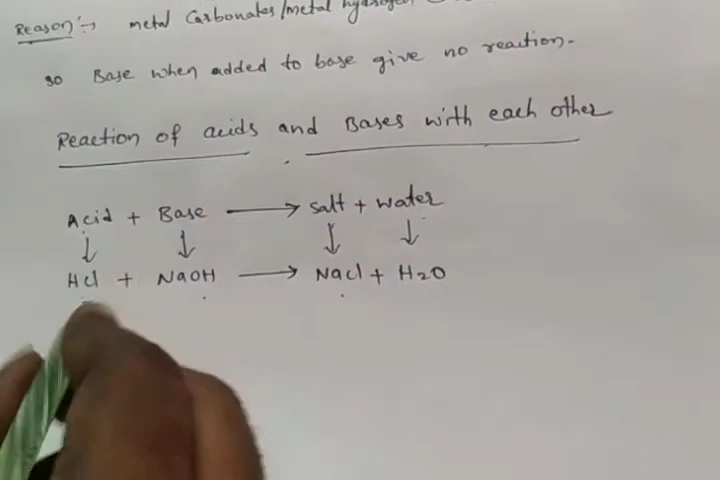 Reason:→ metal Carbonates/metal hydrogen
so Base when added to base give no reaction.
Reaction of acids and Bases with each other
Acid + Base → salt + water
↓ ↓ ↓ ↓
HCl + NaOH → NaCl + H₂O